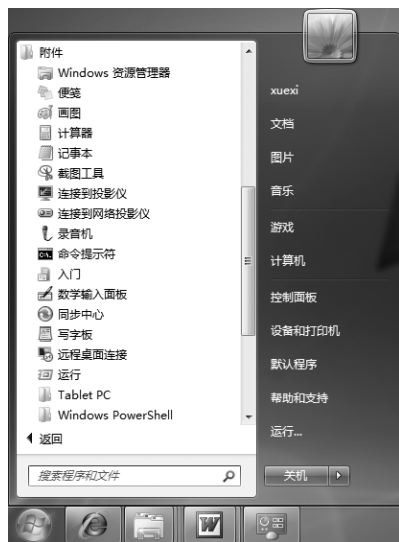 附件
Windows 资源管理器
便笺
画图
计算器
记事本
截图工具
连接到投影仪
连接到网络投影仪
录音机
命令提示符
入门
数学输入面板
同步中心
写字板
远程桌面连接
运行
Tablet PC
Windows PowerShell
返回
搜索程序和文件
xuexi
文档
图片
音乐
游戏
计算机
控制面板
设备和打印机
默认程序
帮助和支持
运行...
关机
W